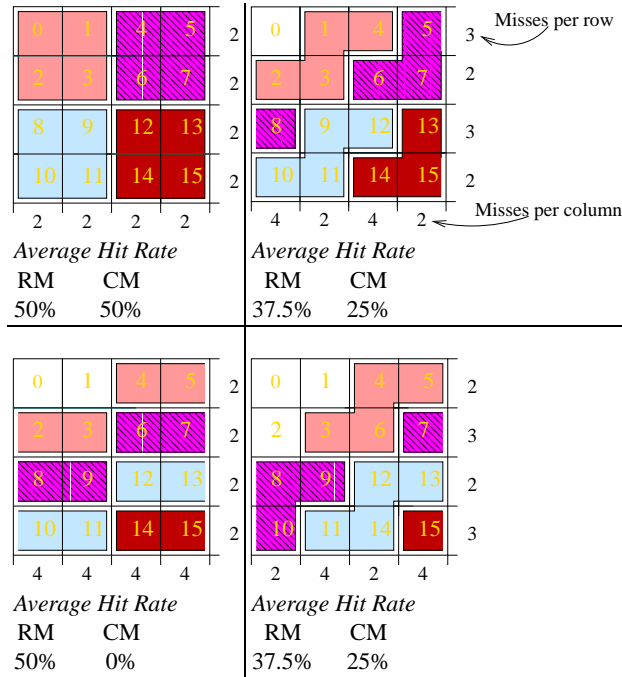 0 1 4 5 2
2 3 6 7 2
8 9 12 13 2
10 11 14 15 2
2 2 2 2
Average Hit Rate
RM CM
50% 50%
Misses per row
0 1 4 5 3
2 3 6 7 2
8 9 12 13 3
10 11 14 15 2
4 2 4 2
Misses per column
Average Hit Rate
RM CM
37.5% 25%
0 1 4 5 2
2 3 6 7 2
8 9 12 13 2
10 11 14 15 2
4 4 4 4
Average Hit Rate
RM CM
50% 0%
0 1 4 5 2
2 3 6 7 3
8 9 12 13 2
10 11 14 15 3
2 4 2 4
Average Hit Rate
RM CM
37.5% 25%